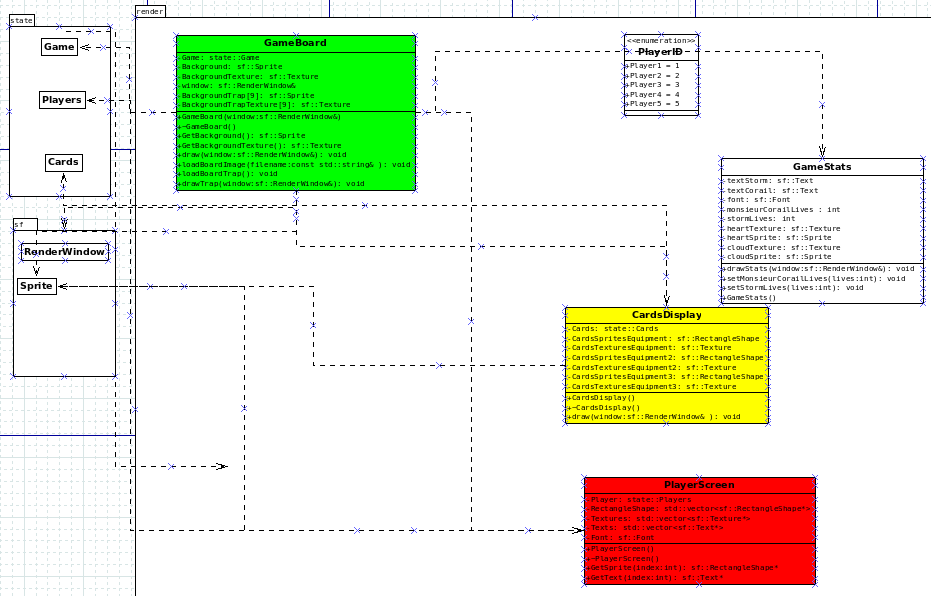 state
Game
Players
Cards
sf
RenderWindow
Sprite
render
GameBoard
Game: state::Game
Background: sf::Sprite
BackgroundTexture: sf::Texture
window: sf::RenderWindow&
BackgroundTrap[9]: sf::Sprite
BackgroundTrapTexture[9]: sf::Texture
+GameBoard(window:sf::RenderWindow&)
+~GameBoard()
+GetBackground(): sf::Sprite
+GetBackgroundTexture(): sf::Texture
+draw(window:sf::RenderWindow&): void
+loadBoardImage(filename:const std::string& ): void
+loadBoardTrap(): void
+drawTrap(window:sf::RenderWindow&): void
<<enumeration>>
PlayerID
+Player1 = 1
+Player2 = 2
+Player3 = 3
+Player4 = 4
+Player5 = 5
GameStats
-textStorm: sf::Text
-textCorail: sf::Text
-font: sf::Font
-monsieurCorailLives : int
-stormLives: int
-heartTexture: sf::Texture
-heartSprite: sf::Sprite
-cloudTexture: sf::Texture
-cloudSprite: sf::Sprite
+drawStats(window:sf::RenderWindow&): void
+setMonsieurCorailLives(lives:int): void
+setStormLives(lives:int): void
+GameStats()
CardsDisplay
-Cards: state::Cards
-CardsSpritesEquipment: sf::RectangleShape
-CardsTexturesEquipment: sf::Texture
-CardsSpritesEquipment2: sf::RectangleShape
-CardsTexturesEquipment2: sf::Texture
-CardsSpritesEquipment3: sf::RectangleShape
-CardsTexturesEquipment3: sf::Texture
+CardsDisplay()
+~CardsDisplay()
+draw(window:sf::RenderWindow& ): void
PlayerScreen
-Player: state::Players
-RectangleShape: std::vector<sf::RectangleShape*>
-Textures: std::vector<sf::Texture*>
-Texts: std::vector<sf::Text*>
-Font: sf::Font
+PlayerScreen()
+~PlayerScreen()
+GetSprite(index:int): sf::RectangleShape*
+GetText(index:int): sf::Text*